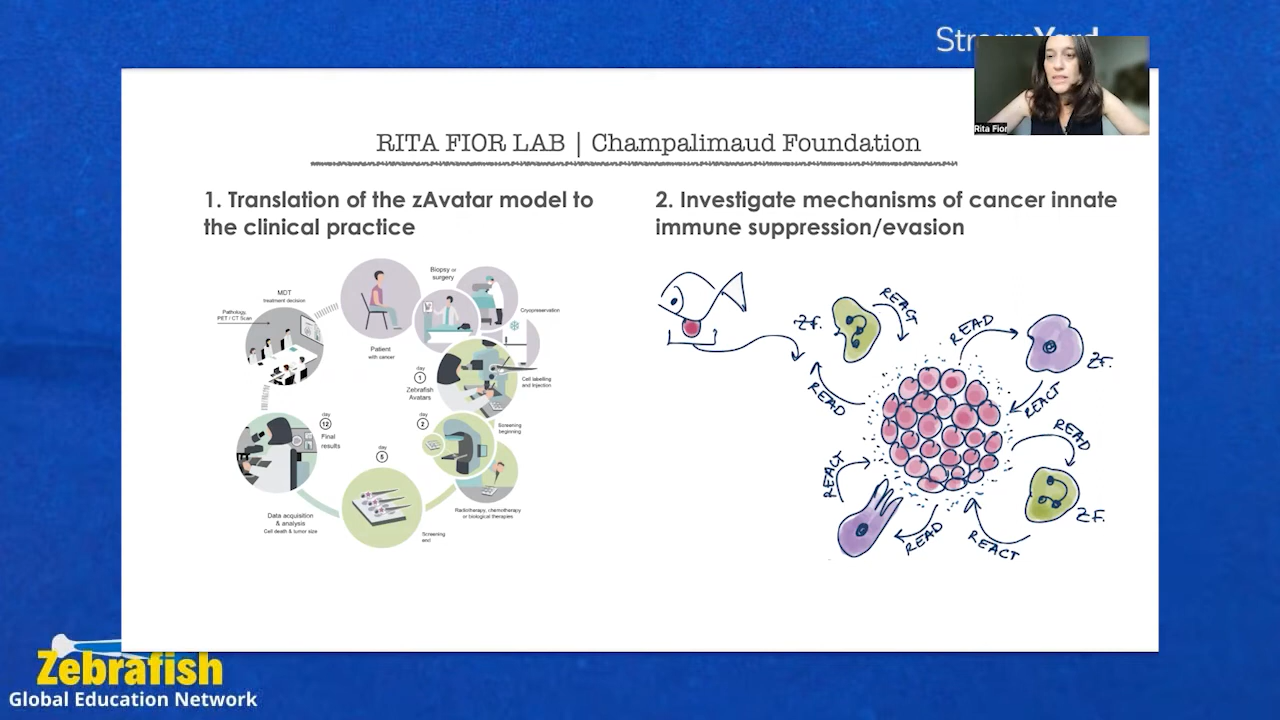 StreamYard
Rita Fior
RITA FIOR LAB | Champalimaud Foundation
1. Translation of the zAvatar model to
the clinical practice
MDT
treatment decision
Pathology,
PET / CT Scan
Biopsy or
surgery
Cryopreservation
Patient
with cancer
day
1
Zebrafish
Avatars
Cell labelling
and Injection
day
2
Screening
beginning
Radiotherapy, chemotherapy
or biological therapies
day
5
Screening
end
day
12
Final
results
Data acquisition
& analysis
Cell death & tumor size
2. Investigate mechanisms of cancer innate
immune suppression/evasion
Zf.
REACT
READ
READ
ZF.
REACT
READ
ZF.
REACT
READ
REACT
Zebrafish
Global Education Network